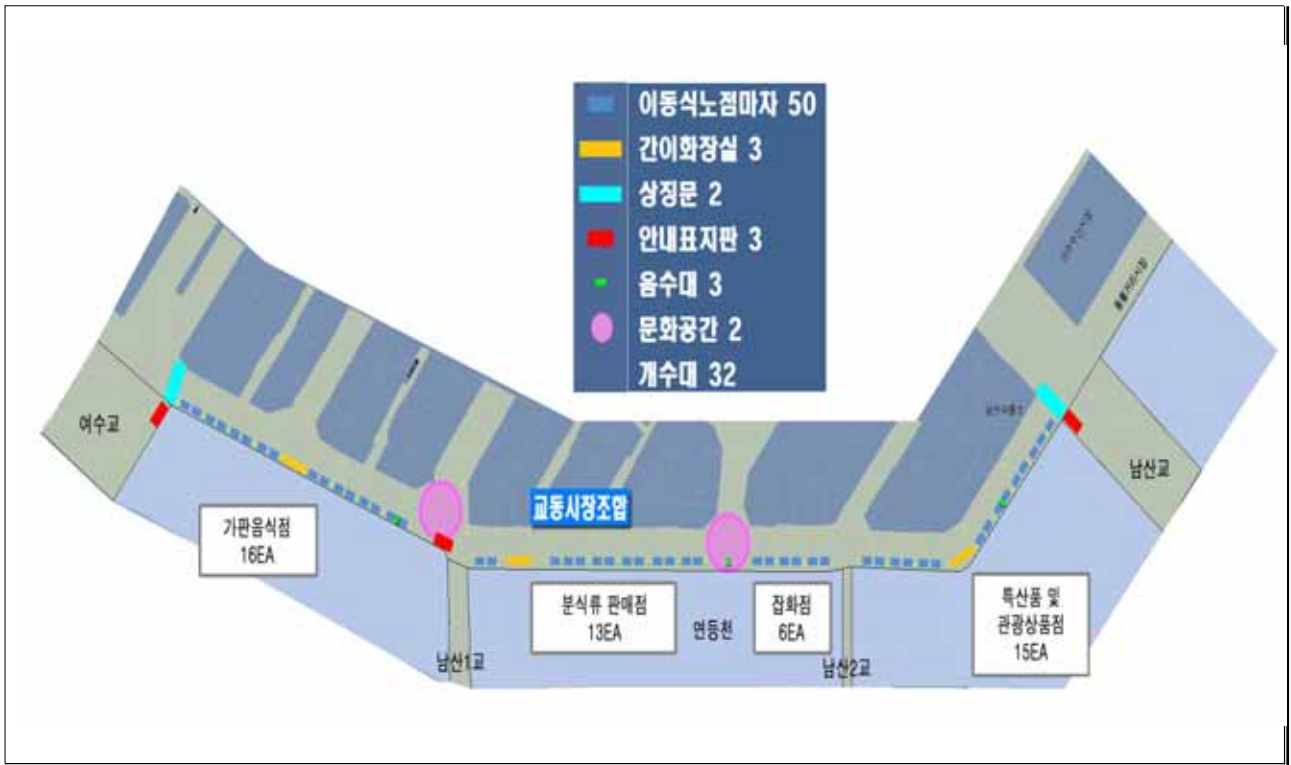 이동식노점마차 50
간이화장실 3
상징문 2
안내표지판 3
음수대 3
문화공간 2
개수대 32
여수교
가판음식점
16EA
교동시장조합
분식류 판매점
13EA
연등천
잡화점
6EA
특산품 및
관광상품점
15EA
남산교
남산1교
남산2교